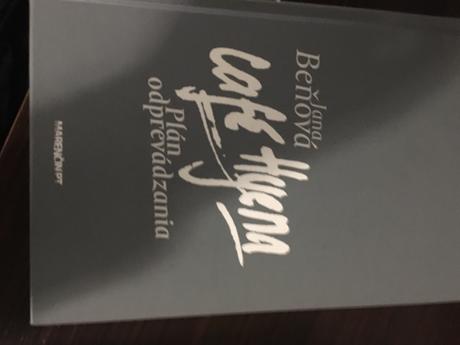 Jana
Beňová
Café Hyena
Plán
odprevádzania
MARENČIN PT